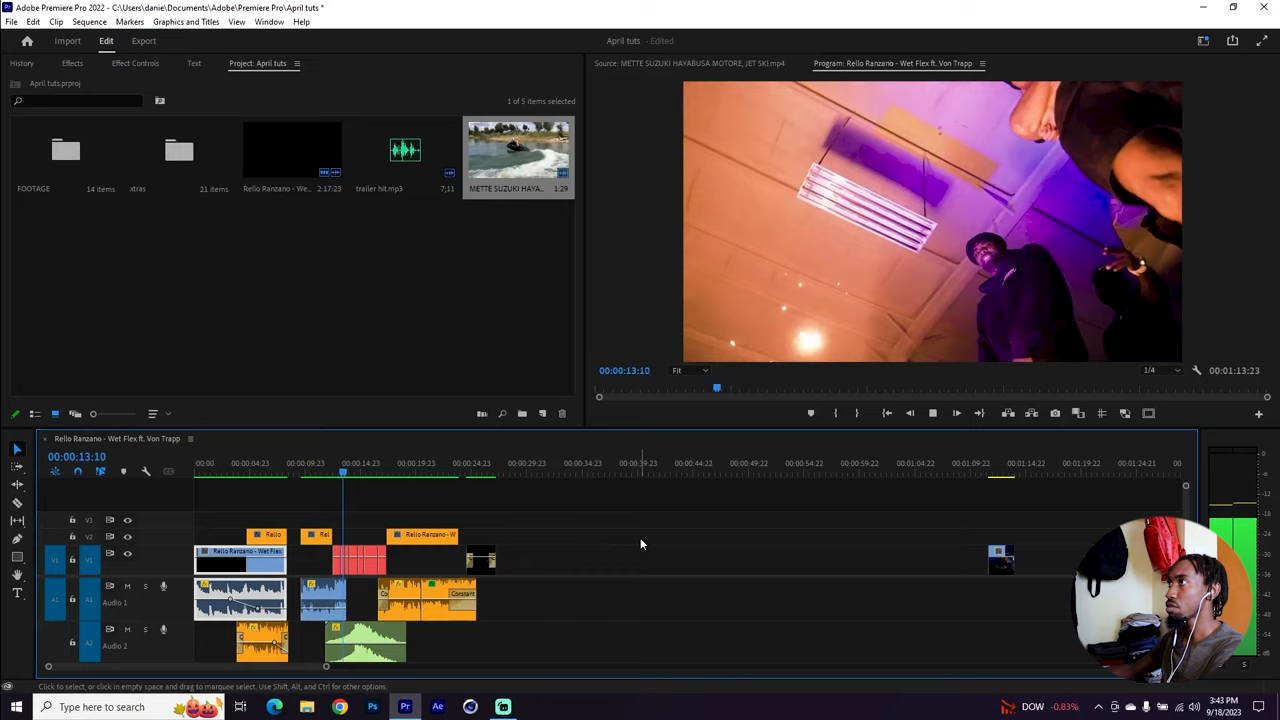 Pr Adobe Premiere Pro 2022 - C:\Users\danie\Documents\Adobe\Premiere Pro\April tuts *
File Edit Clip Sequence Markers Graphics and Titles View Window Help
Import Edit Export April tuts - Edited
History Effects Effect Controls Text Project: April tuts
Source: METTE SUZUKI HAYABUSA MOTORE, JET SKI.mp4 Program: Rello Ranzano - Wet Flex ft. Von Trapp
April tuts.prproj
1 of 5 items selected
FOOTAGE 14 items xtras 21 items Rello Ranzano - We... 2:17:23 trailer hit.mp3 7;11 METTE SUZUKI HAYA... 1:29
00:00:13:10 Fit 1/4 00:01:13:23
Rello Ranzano - Wet Flex ft. Von Trapp
00:00:13:10
:00:00 00:00:04:23 00:00:09:23 00:00:14:23 00:00:19:23 00:00:24:23 00:00:29:23 00:00:34:23 00:00:39:23 00:00:44:22 00:00:49:22 00:00:54:22 00:00:59:22 00:01:04:22 00:01:09:22 00:01:14:22 00:01:19:22 00:01:24:21 00
V3
V2 Rello Rel Rello Ranzano - W
V1 V1 Rello Ranzano - Wet Flex
A1 A1 M S Co Constant
Audio 1
A2 M S
Audio 2
Click to select, or click in empty space and drag to marquee select. Use Shift, Alt, and Ctrl for other options.
S S
Type here to search Ps Pr Ae DOW -0.83% 3:43 PM
9/18/2023